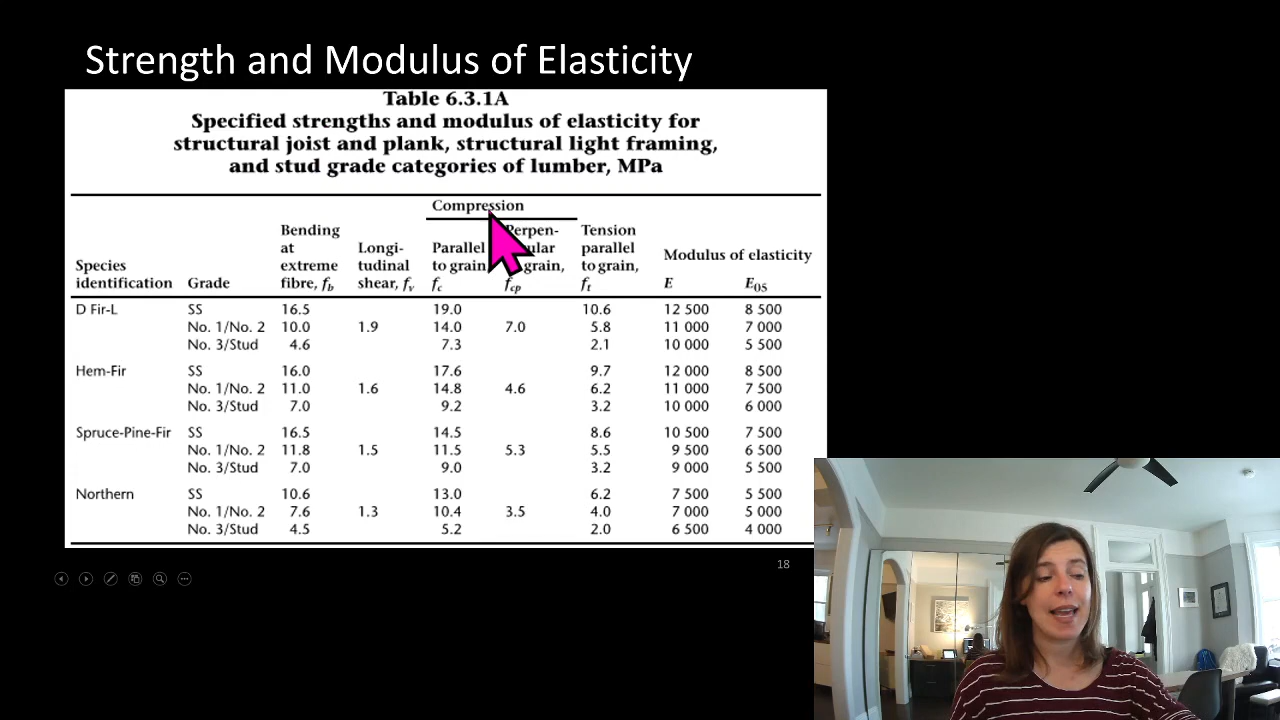 Strength and Modulus of Elasticity
Table 6.3.1A
Specified strengths and modulus of elasticity for
structural joist and plank, structural light framing,
and stud grade categories of lumber, MPa
Compression
Bending Perpen- Tension
at Longi- Parallel parallel Modulus of elasticity
Species extreme tudinal to grain grain, to grain,
identification Grade fibre, fb shear, fv fc fcp ft E E05
D Fir-L SS 16.5 19.0 10.6 12 500 8 500
No. 1/No. 2 10.0 1.9 14.0 7.0 5.8 11 000 7 000
No. 3/Stud 4.6 7.3 2.1 10 000 5 500
Hem-Fir SS 16.0 17.6 9.7 12 000 8 500
No. 1/No. 2 11.0 1.6 14.8 4.6 6.2 11 000 7 500
No. 3/Stud 7.0 9.2 3.2 10 000 6 000
Spruce-Pine-Fir SS 16.5 14.5 8.6 10 500 7 500
No. 1/No. 2 11.8 1.5 11.5 5.3 5.5 9 500 6 500
No. 3/Stud 7.0 9.0 3.2 9 000 5 500
Northern SS 10.6 13.0 6.2 7 500 5 500
No. 1/No. 2 7.6 1.3 10.4 3.5 4.0 7 000 5 000
No. 3/Stud 4.5 5.2 2.0 6 500 4 000
18